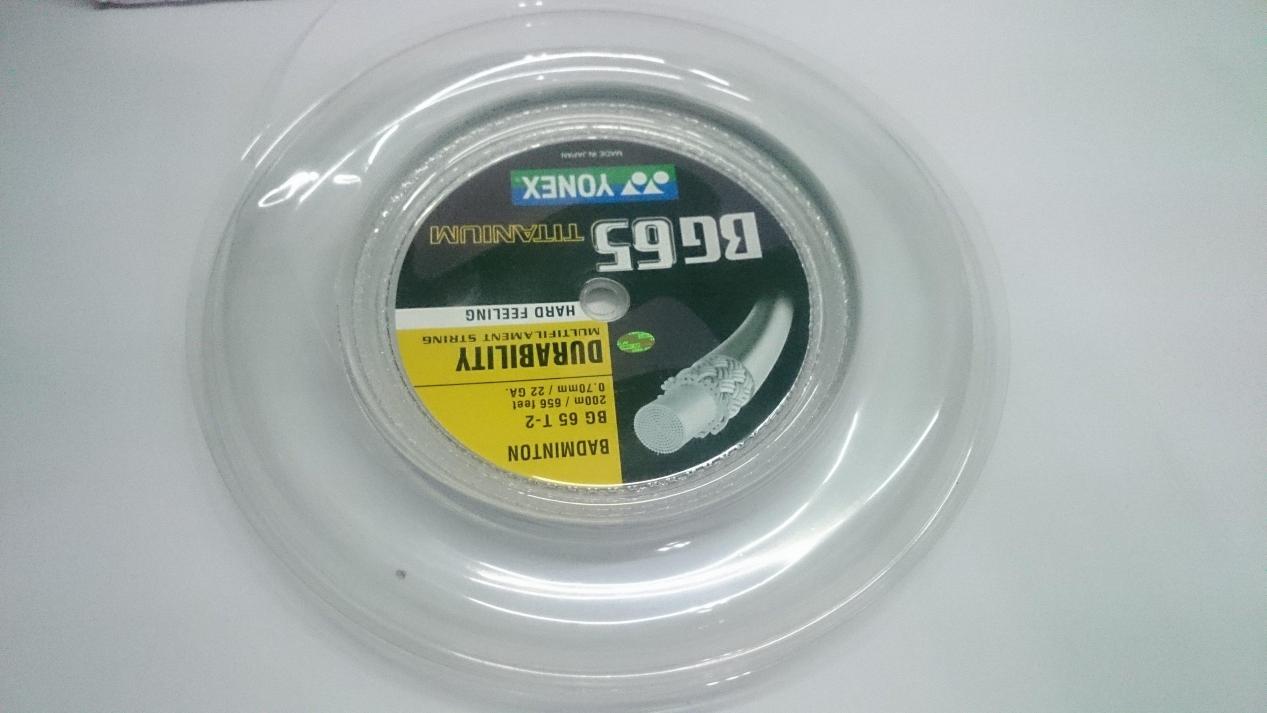 MADE IN JAPAN
YONEX
BG65
TITANIUM
HARD FEELING
DURABILITY
MULTIFILAMENT STRING
BADMINTON
BG 65 T-2
200m / 656 feet
0.70mm / 22 GA.